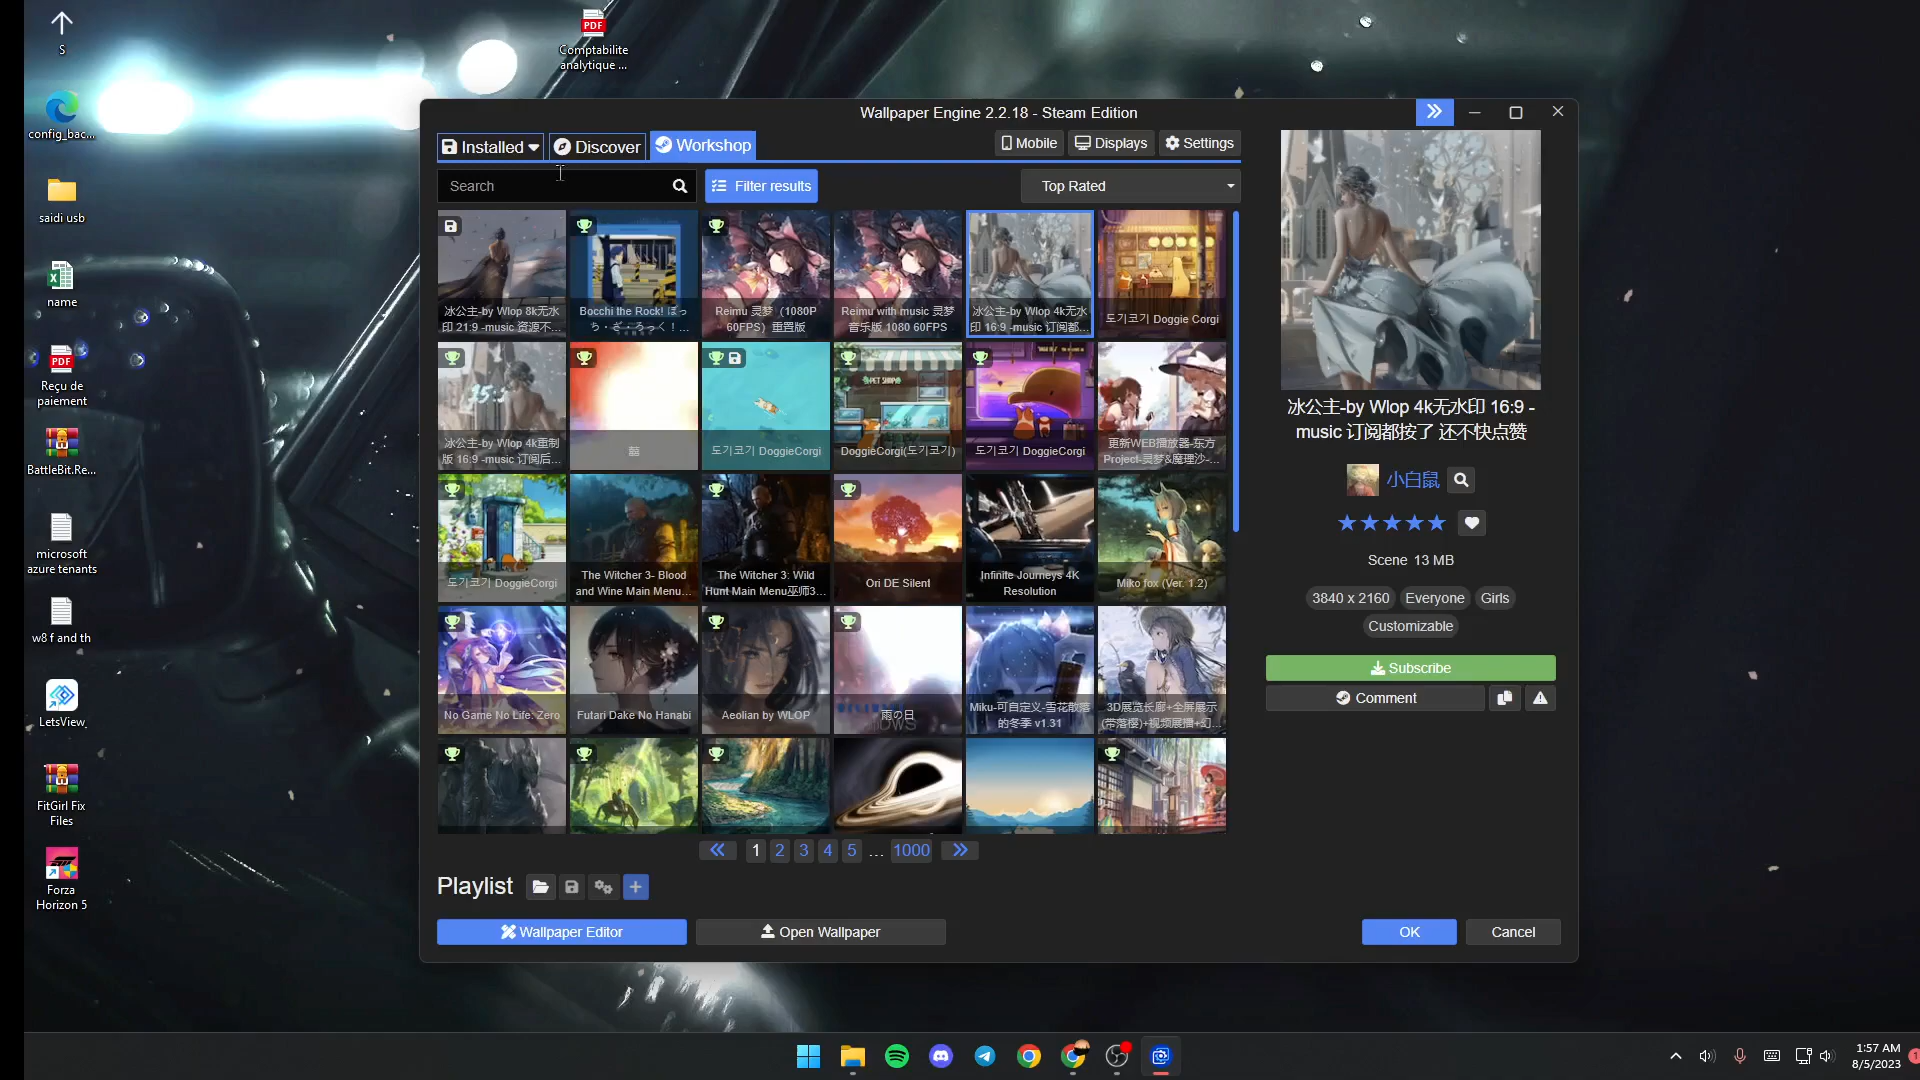 S
PDF
Comptabilite
analytique ...
config_bac...
saidi usb
name
PDF
Reçu de
paiement
BattleBit.Re...
microsoft
azure tenants
w8 f and th
LetsView
FitGirl Fix
Files
Forza
Horizon 5
Wallpaper Engine 2.2.18 - Steam Edition
Installed
Discover
Workshop
Mobile
Displays
Settings
Search
Filter results
Top Rated
冰公主-by Wlop 8k无水
印 21:9 -music 资源不...
Bocchi the Rock! ぼっ
ち・ざ・ろっく！...
Reimu 灵梦（1080P
60FPS）重置版
Reimu with music 灵梦
音乐版 1080 60FPS
冰公主-by Wlop 4k无水
印 16:9 -music 订阅都...
도기코기 Doggie Corgi
冰公主-by Wlop 4k重制
版 16:9 -music 订阅后...
도기코기 DoggieCorgi
PET SHOP
DoggieCorgi(도기코기)
도기코기 DoggieCorgi
更新WEB播放器-东方
Project-灵梦&魔理沙-...
도기코기 DoggieCorgi
The Witcher 3- Blood
and Wine Main Menu...
The Witcher 3: Wild
Hunt Main Menu巫师3...
Ori DE Silent
Infinite Journeys 4K
Resolution
Miko fox (Ver. 1.2)
No Game No Life: Zero
Futari Dake No Hanabi
Aeolian by WLOP
雨の日
Miku-可自定义-雪花散落
的冬季 v1.31
3D展览长廊+全屏展示
(带落樱)+视频展播+幻...
« 1 2 3 4 5 ... 1000 »
Playlist
Wallpaper Editor
Open Wallpaper
OK
Cancel
冰公主-by Wlop 4k无水印 16:9 -
music 订阅都按了 还不快点赞
小白鼠
Scene 13 MB
3840 x 2160
Everyone
Girls
Customizable
Subscribe
Comment
1:57 AM
8/5/2023